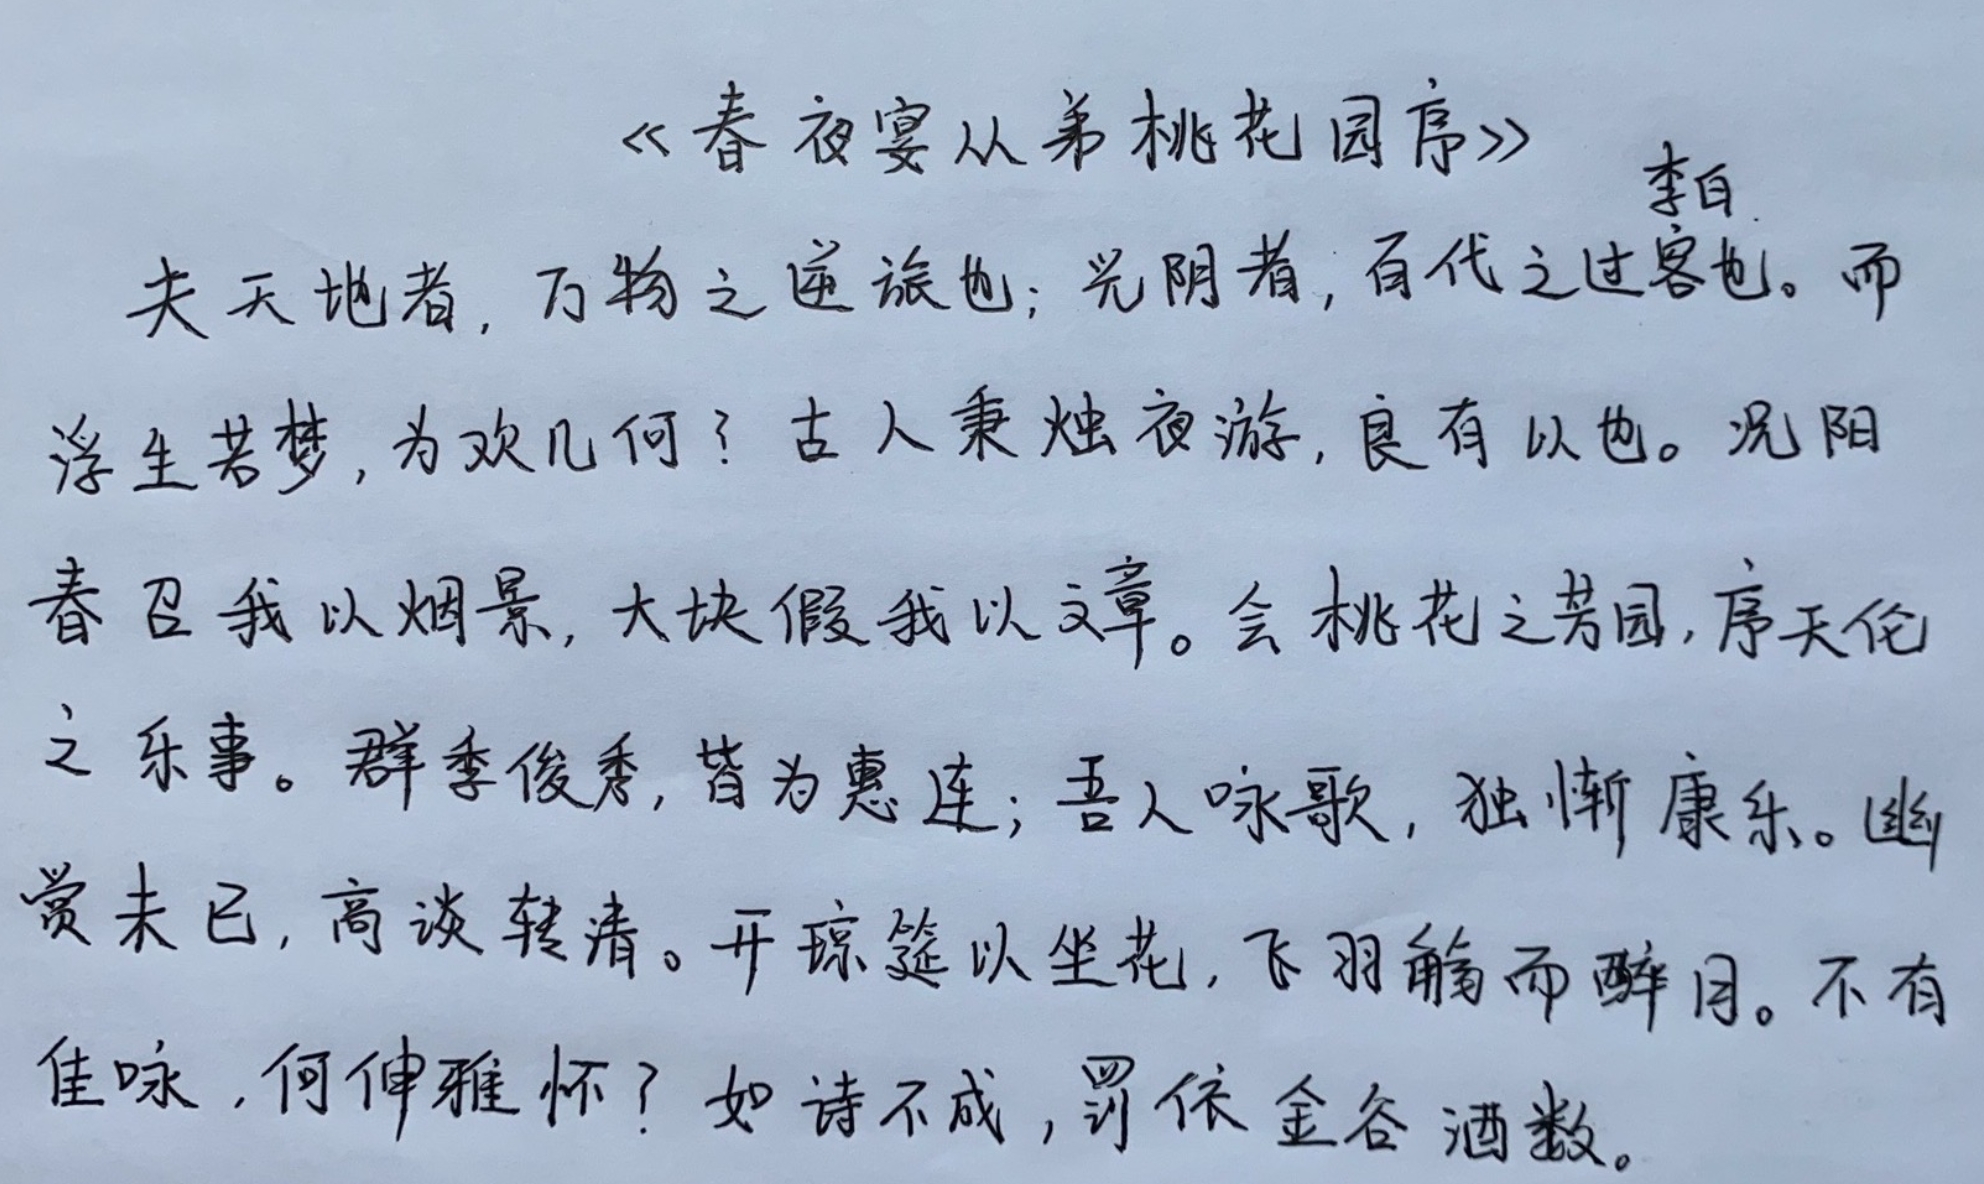 《春夜宴从弟桃花园序》
李白
夫天地者，万物之逆旅也；光阴者，百代之过客也。而
浮生若梦，为欢几何？古人秉烛夜游，良有以也。况阳
春召我以烟景，大块假我以文章。会桃花之芳园，序天伦
之乐事。群季俊秀，皆为惠连；吾人咏歌，独惭康乐。幽
赏未已，高谈转清。开琼筵以坐花，飞羽觞而醉月。不有
佳咏，何伸雅怀？如诗不成，罚依金谷酒数。